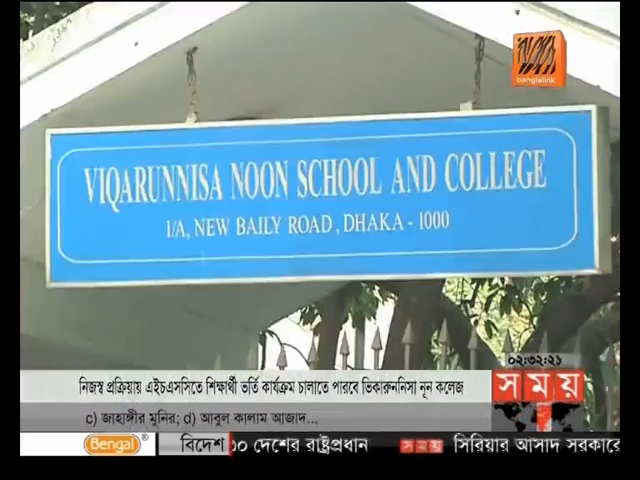 বাংলালিংক
banglalink
VIQARUNNISA NOON SCHOOL AND COLLEGE
1/A, NEW BAILY ROAD, DHAKA - 1000
০২:৩২:২১
নিজস্ব প্রক্রিয়ায় এইচএসসিতে শিক্ষার্থী ভর্তি কার্যক্রম চালাতে পারবে ভিকারুননিসা নূন কলেজ
সময়
c) জাহাঙ্গীর মুনির; d) আবুল কালাম আজাদ...
Bengal® বিদেশ ১০ দেশের রাষ্ট্রপ্রধান সময় সিরিয়ার আসাদ সরকারে